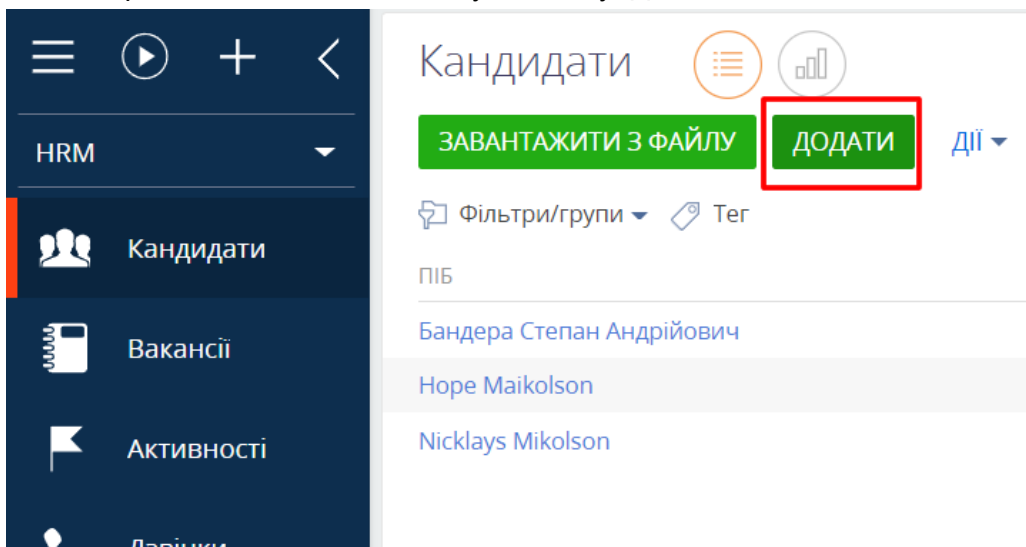 Кандидати
ЗАВАНТАЖИТИ З ФАЙЛУ ДОДАТИ ДІЇ
HRM
Фільтри/групи Тег
Кандидати
ПІБ
Бандера Степан Андрійович
Вакансії
Hope Maikolson
Nicklays Mikolson
Активності